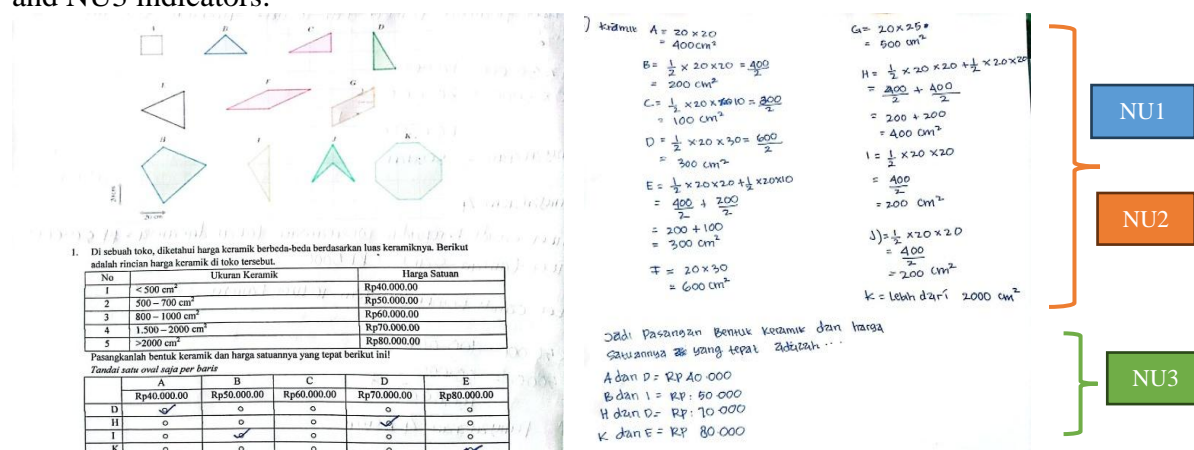 and NU3 indicators.
A
B
C
D
E
F
G
H
I
J
K
20 cm
20 cm
1. Di sebuah toko, diketahui harga keramik berbeda-beda berdasarkan luas keramiknya. Berikut
adalah rincian harga keramik di toko tersebut.
No Ukuran Keramik Harga Satuan
1 < 500 cm² Rp40.000.00
2 500 – 700 cm² Rp50.000.00
3 800 – 1000 cm² Rp60.000.00
4 1.500 – 2000 cm² Rp70.000.00
5 >2000 cm² Rp80.000.00
Pasangkanlah bentuk keramik dan harga satuannya yang tepat berikut ini!
Tandai satu oval saja per baris
A B C D E
Rp40.000.00 Rp50.000.00 Rp60.000.00 Rp70.000.00 Rp80.000.00
D
H
I
K
) kramik A = 20 x 20
= 400 cm²
B = 1/2 x 20 x 20 = 400/2
= 200 cm²
C = 1/2 x 20 x 10 = 200/2
= 100 cm²
D = 1/2 x 20 x 30 = 600/2
= 300 cm²
E = 1/2 x 20 x 20 + 1/2 x 20 x 10
= 400/2 + 200/2
= 200 + 100
= 300 cm²
F = 20 x 30
= 600 cm²
G = 20 x 25
= 500 cm²
H = 1/2 x 20 x 20 + 1/2 x 20 x 20
= 400/2 + 400/2
= 200 + 200
= 400 cm²
I = 1/2 x 20 x 20
= 400/2
= 200 cm²
J) = 1/2 x 20 x 20
= 400/2
= 200 cm²
K = Lebih dari 2000 cm²
Jadi Pasangan Bentuk Keramik dan harga
satuannya yang tepat adalah ...
A dan D = RP 40.000
B dan I = RP. 50.000
H dan D = RP. 70.000
K dan E = RP 80.000
NU1
NU2
NU3